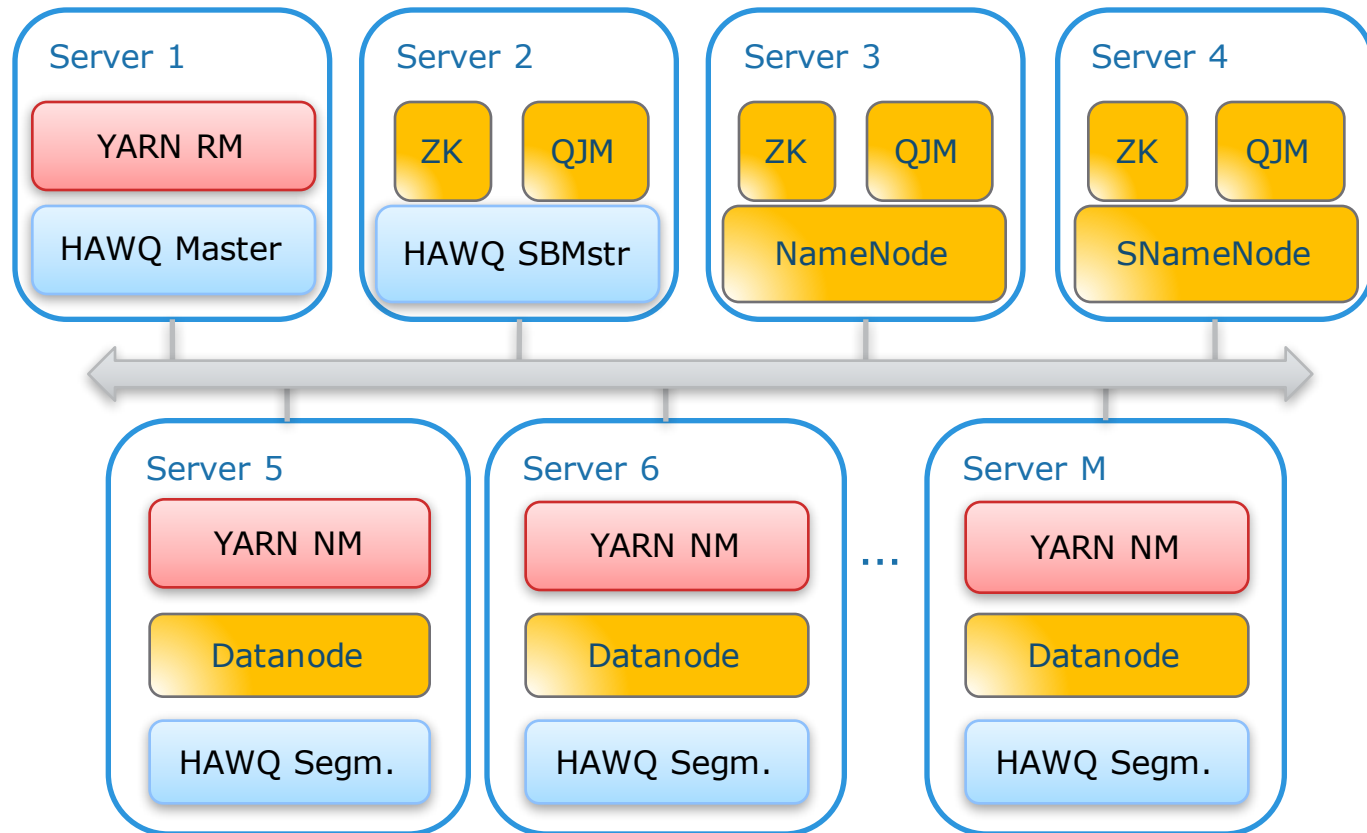 Server 1
YARN RM
HAWQ Master
Server 2
ZK
QJM
HAWQ SBMstr
Server 3
ZK
QJM
NameNode
Server 4
ZK
QJM
SNameNode
Server 5
YARN NM
Datanode
HAWQ Segm.
Server 6
YARN NM
Datanode
HAWQ Segm.
...
Server M
YARN NM
Datanode
HAWQ Segm.